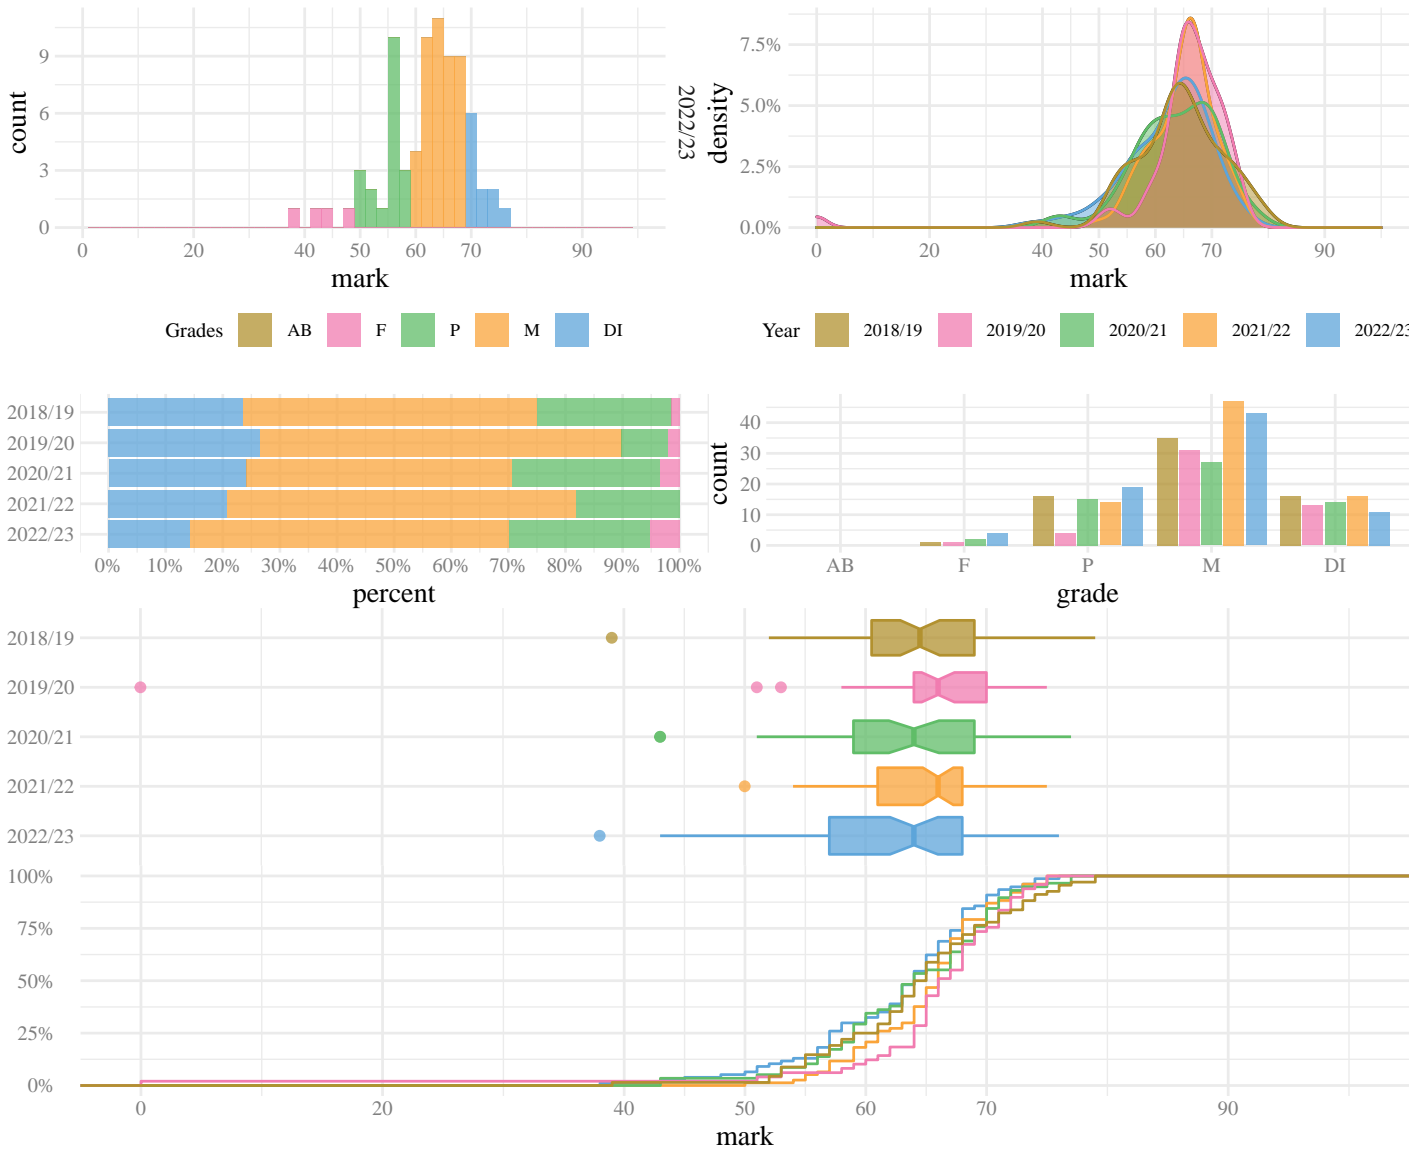 count
9
6
3
0
0 20 40 50 60 70 90
mark
2022/23
density
7.5%
5.0%
2.5%
0.0%
0 20 40 50 60 70 90
mark
Grades AB F P M DI
Year 2018/19 2019/20 2020/21 2021/22 2022/23
2018/19
2019/20
2020/21
2021/22
2022/23
0% 10% 20% 30% 40% 50% 60% 70% 80% 90% 100%
percent
count
40
30
20
10
0
AB F P M DI
grade
2018/19
2019/20
2020/21
2021/22
2022/23
100%
75%
50%
25%
0%
0 20 40 50 60 70 90
mark